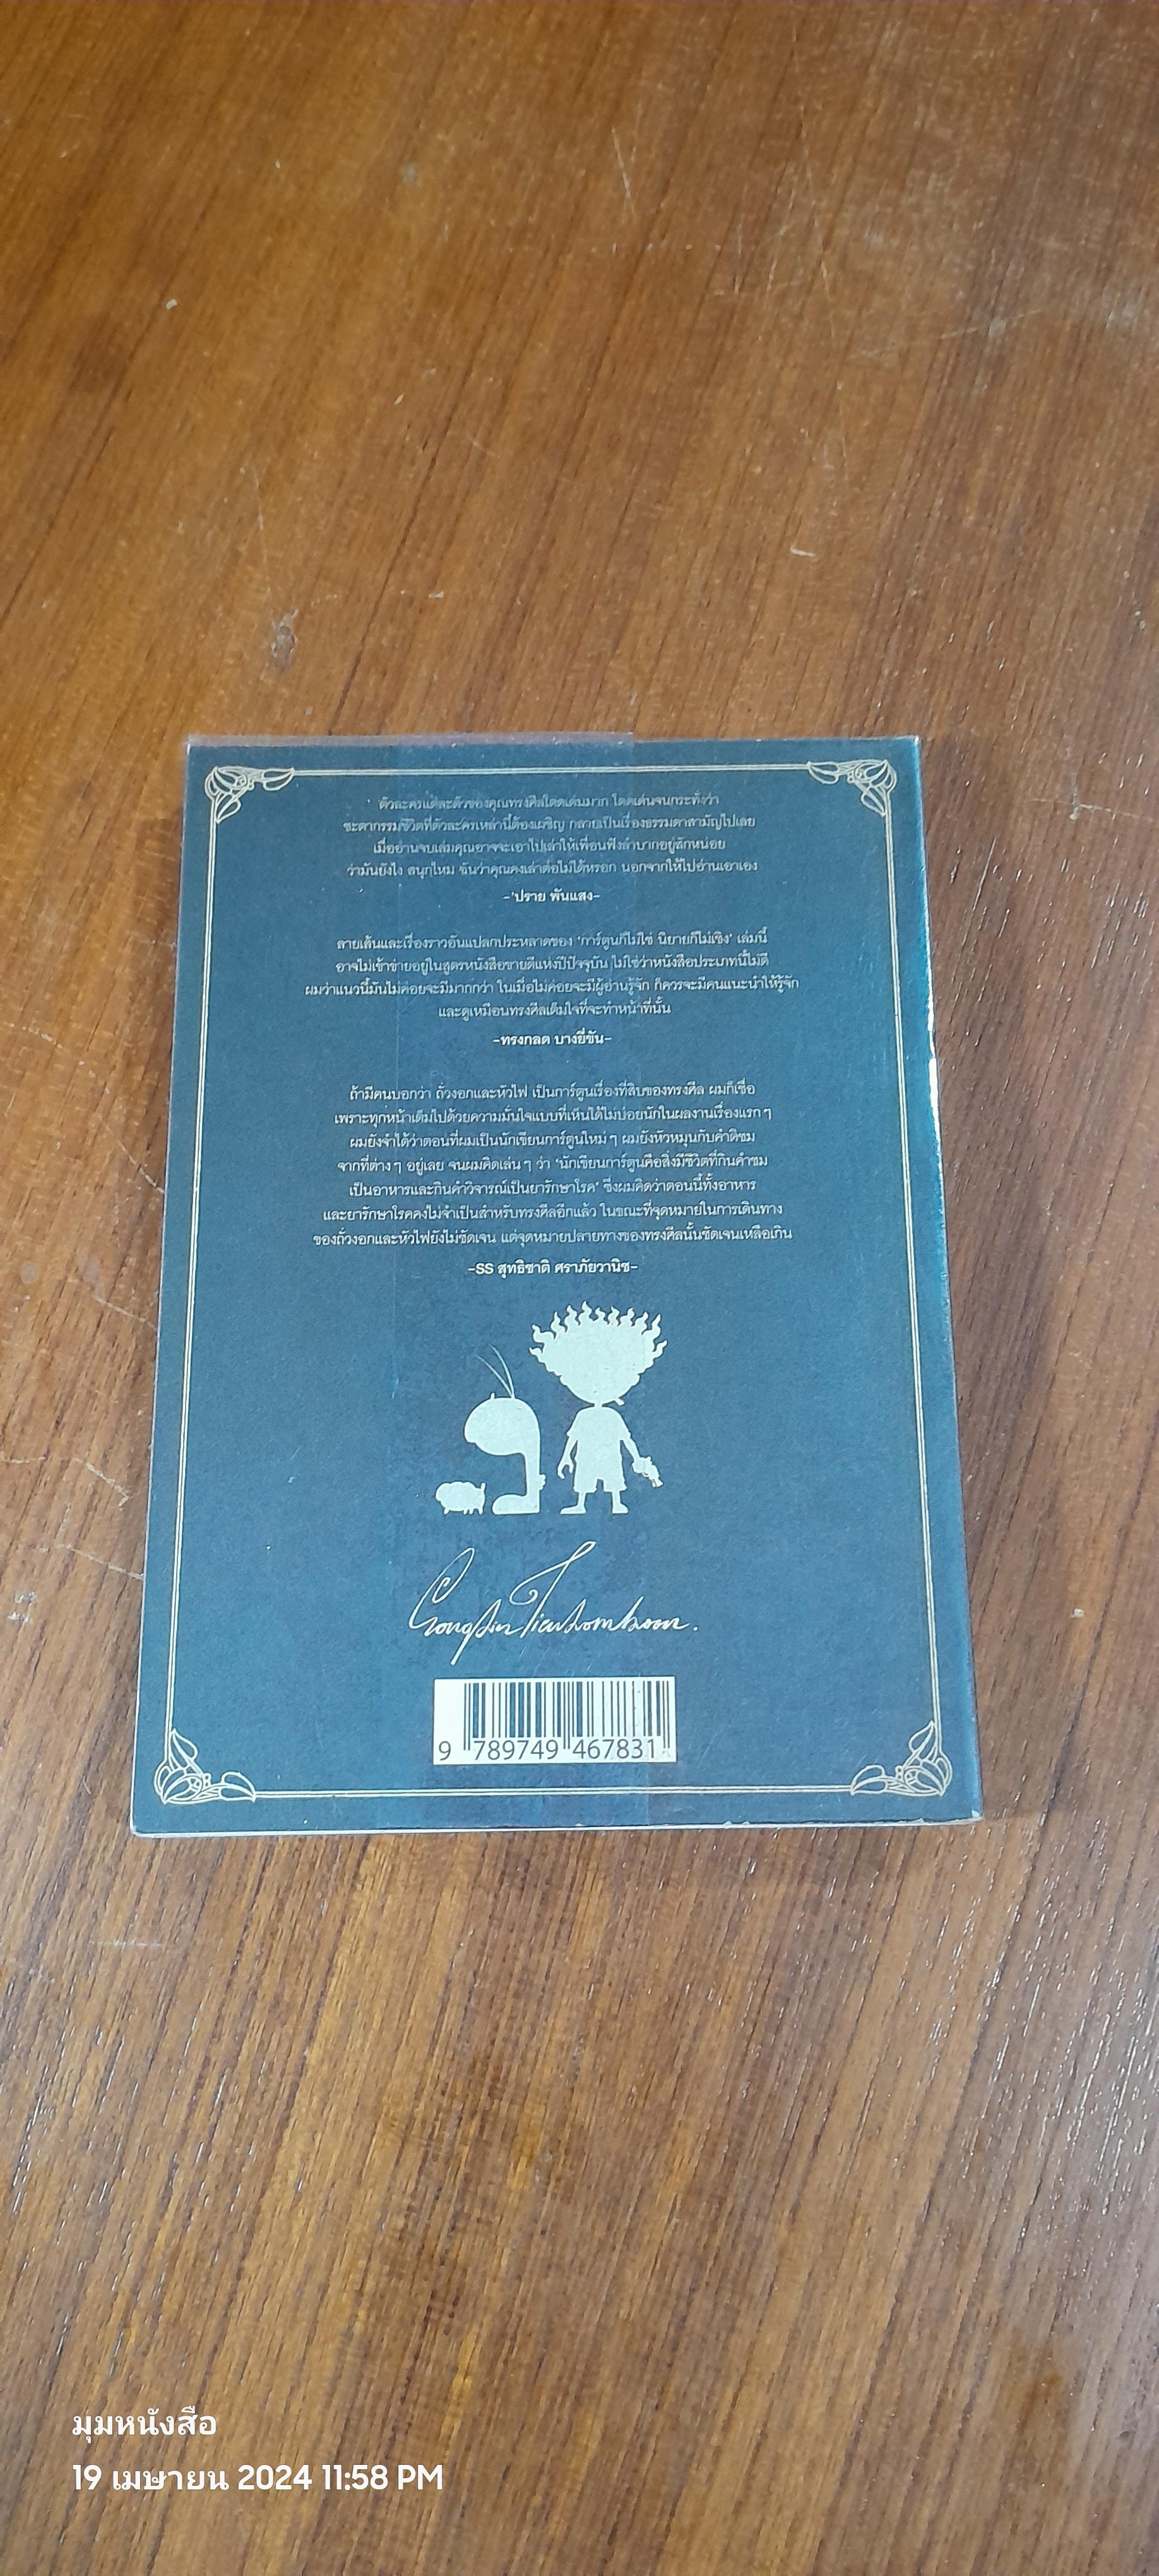 ตัวละครแต่ละตัวของคุณทรงศีลโดดเด่นมาก โดดเด่นจนกระทั่งว่า
ชะตากรรมชีวิตที่ตัวละครเหล่านี้ต้องเผชิญ กลายเป็นเรื่องธรรมดาสามัญไปเลย
เมื่ออ่านจบเล่มคุณอาจจะเอาไปเล่าให้เพื่อนฟังลำบากอยู่สักหน่อย
ว่ามันยังไง สนุกไหม ฉันว่าคุณคงเล่าต่อไม่ได้หรอก นอกจากให้ไปอ่านเอาเอง
-'ปราย พันแสง-
ลายเส้นและเรื่องราวอันแปลกประหลาดของ 'การ์ตูนก็ไม่ใช่ นิยายก็ไม่เชิง' เล่มนี้
อาจไม่เข้าข่ายอยู่ในสูตรหนังสือขายดีแห่งปีปัจจุบัน ไม่ใช่ว่าหนังสือประเภทนี้ไม่ดี
ผมว่าแนวนี้มันไม่ค่อยจะมีมากกว่า ในเมื่อไม่ค่อยจะมีผู้อ่านรู้จัก ก็ควรจะมีคนแนะนำให้รู้จัก
และดูเหมือนทรงศีลเต็มใจที่จะทำหน้าที่นั้น
-ทรงกลด บางยี่ขัน-
ถ้ามีคนบอกว่า ถั่วงอกและหัวไฟ เป็นการ์ตูนเรื่องที่สิบของทรงศีล ผมก็เชื่อ
เพราะทุกหน้าเต็มไปด้วยความมั่นใจแบบที่เห็นได้ไม่บ่อยนักในผลงานเรื่องแรก ๆ
ผมยังจำได้ว่าตอนที่ผมเป็นนักเขียนการ์ตูนใหม่ ๆ ผมยังหัวหมุนกับคำติชม
จากที่ต่าง ๆ อยู่เลย จนผมคิดเล่น ๆ ว่า 'นักเขียนการ์ตูนคือสิ่งมีชีวิตที่กินคำชม
เป็นอาหารและกินคำวิจารณ์เป็นยารักษาโรค' ซึ่งผมคิดว่าตอนนี้ทั้งอาหาร
และยารักษาโรคคงไม่จำเป็นสำหรับทรงศีลอีกแล้ว ในขณะที่จุดหมายในการเดินทาง
ของถั่วงอกและหัวไฟยังไม่ชัดเจน แต่จุดหมายปลายทางของทรงศีลนั้นชัดเจนเหลือเกิน
-SS สุทธิชาติ ศราภัยวานิช-
9 789749 467831
มุมหนังสือ
19 เมษายน 2024 11:58 PM